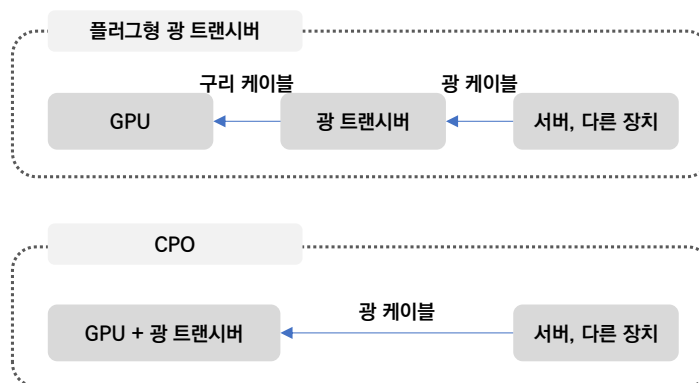 플러그형 광 트랜시버
구리 케이블
광 케이블
GPU
광 트랜시버
서버, 다른 장치
CPO
광 케이블
GPU + 광 트랜시버
서버, 다른 장치